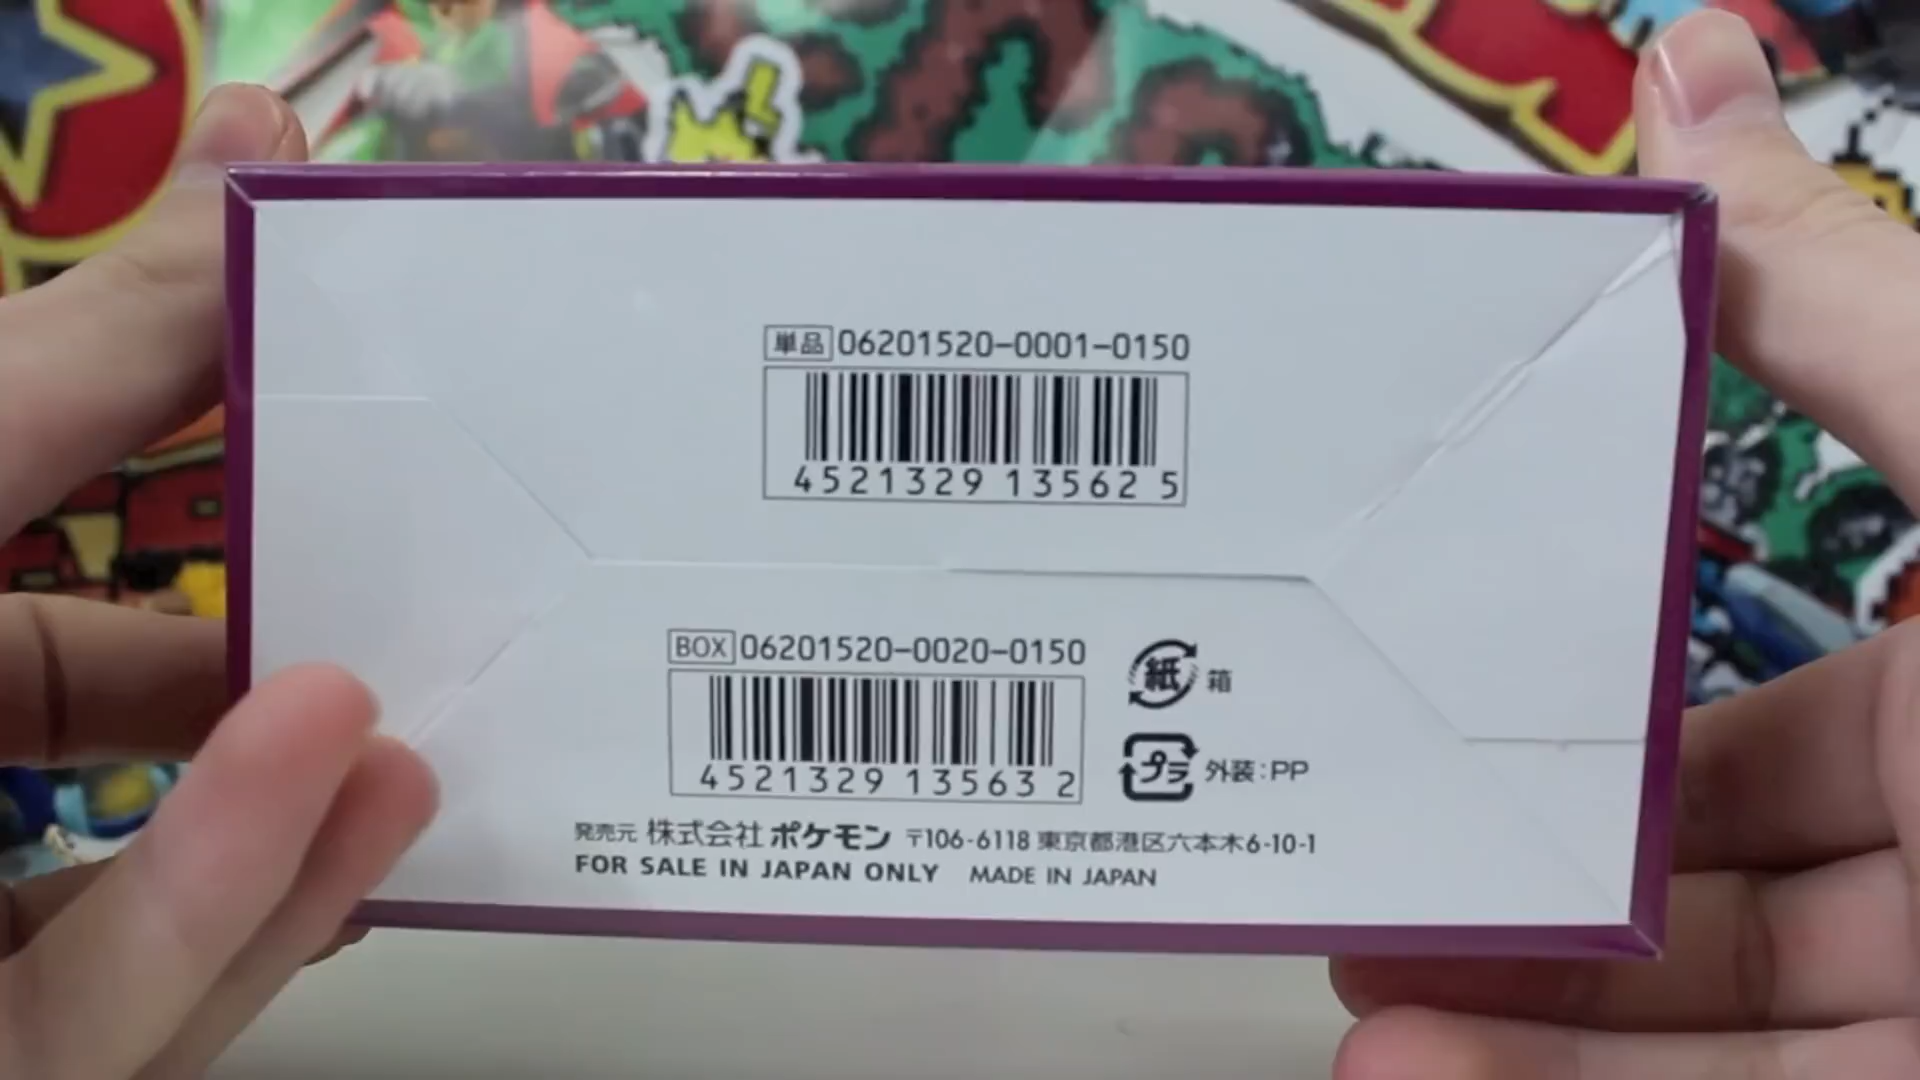 単品 06201520-0001-0150
4521329 13562 5
BOX 06201520-0020-0150
4521329 13563 2
紙 箱
プラ 外装:PP
発売元 株式会社 ポケモン 〒106-6118 東京都港区六本木6-10-1
FOR SALE IN JAPAN ONLY MADE IN JAPAN